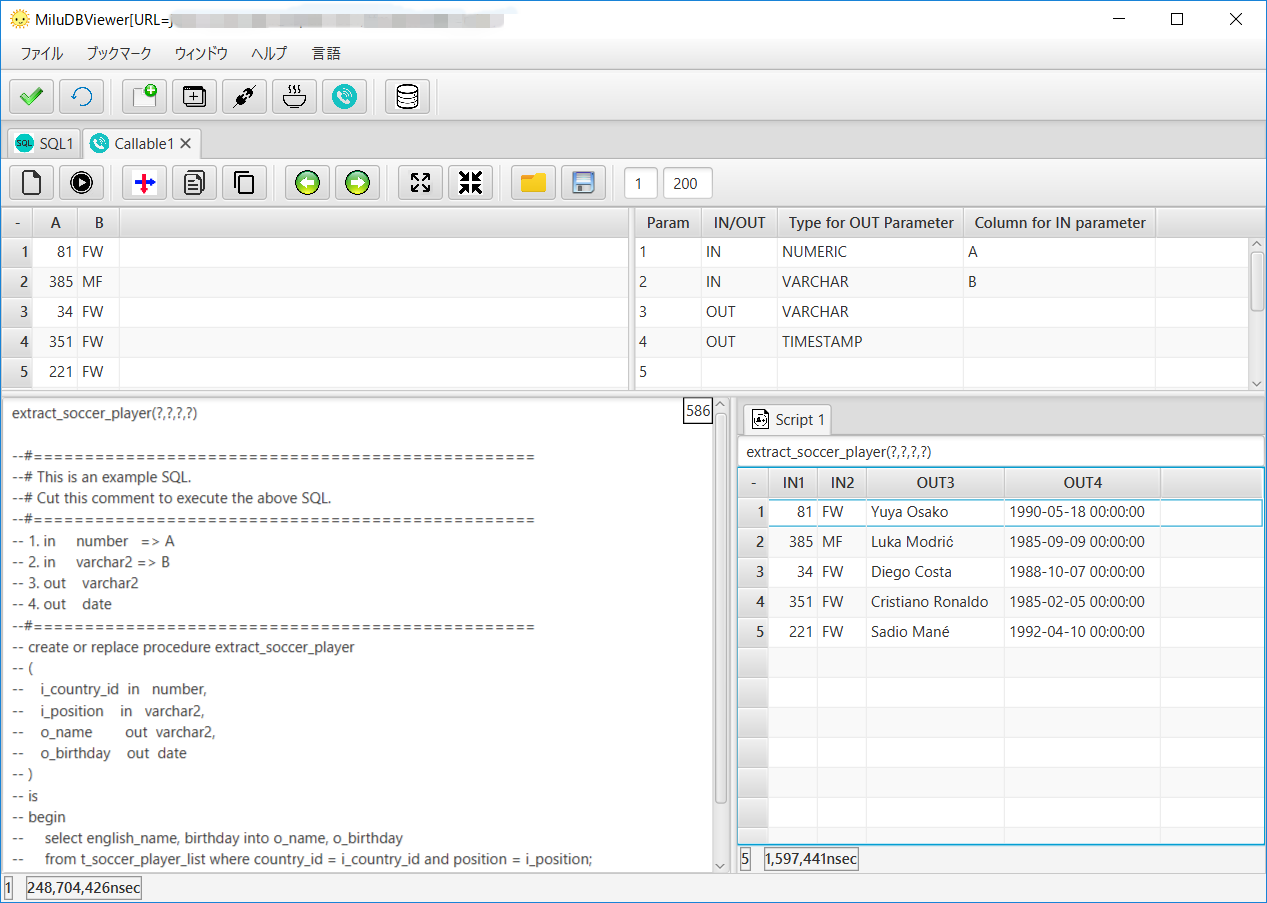 MiluDBViewer[URL=j
ファイル ブックマーク ウィンドウ ヘルプ 言語
SQL SQL1 Callable1
1 200
- A B
1 81 FW
2 385 MF
3 34 FW
4 351 FW
5 221 FW
Param IN/OUT Type for OUT Parameter Column for IN parameter
1 IN NUMERIC A
2 IN VARCHAR B
3 OUT VARCHAR
4 OUT TIMESTAMP
5
extract_soccer_player(?,?,?,?)
586
--#=================================================
--# This is an example SQL.
--# Cut this comment to execute the above SQL.
--#=================================================
-- 1. in number => A
-- 2. in varchar2 => B
-- 3. out varchar2
-- 4. out date
--#=================================================
-- create or replace procedure extract_soccer_player
-- (
-- i_country_id in number,
-- i_position in varchar2,
-- o_name out varchar2,
-- o_birthday out date
-- )
-- is
-- begin
-- select english_name, birthday into o_name, o_birthday
-- from t_soccer_player_list where country_id = i_country_id and position = i_position;
Script 1
extract_soccer_player(?,?,?,?)
- IN1 IN2 OUT3 OUT4
1 81 FW Yuya Osako 1990-05-18 00:00:00
2 385 MF Luka Modrić 1985-09-09 00:00:00
3 34 FW Diego Costa 1988-10-07 00:00:00
4 351 FW Cristiano Ronaldo 1985-02-05 00:00:00
5 221 FW Sadio Mané 1992-04-10 00:00:00
5 1,597,441nsec
1 248,704,426nsec